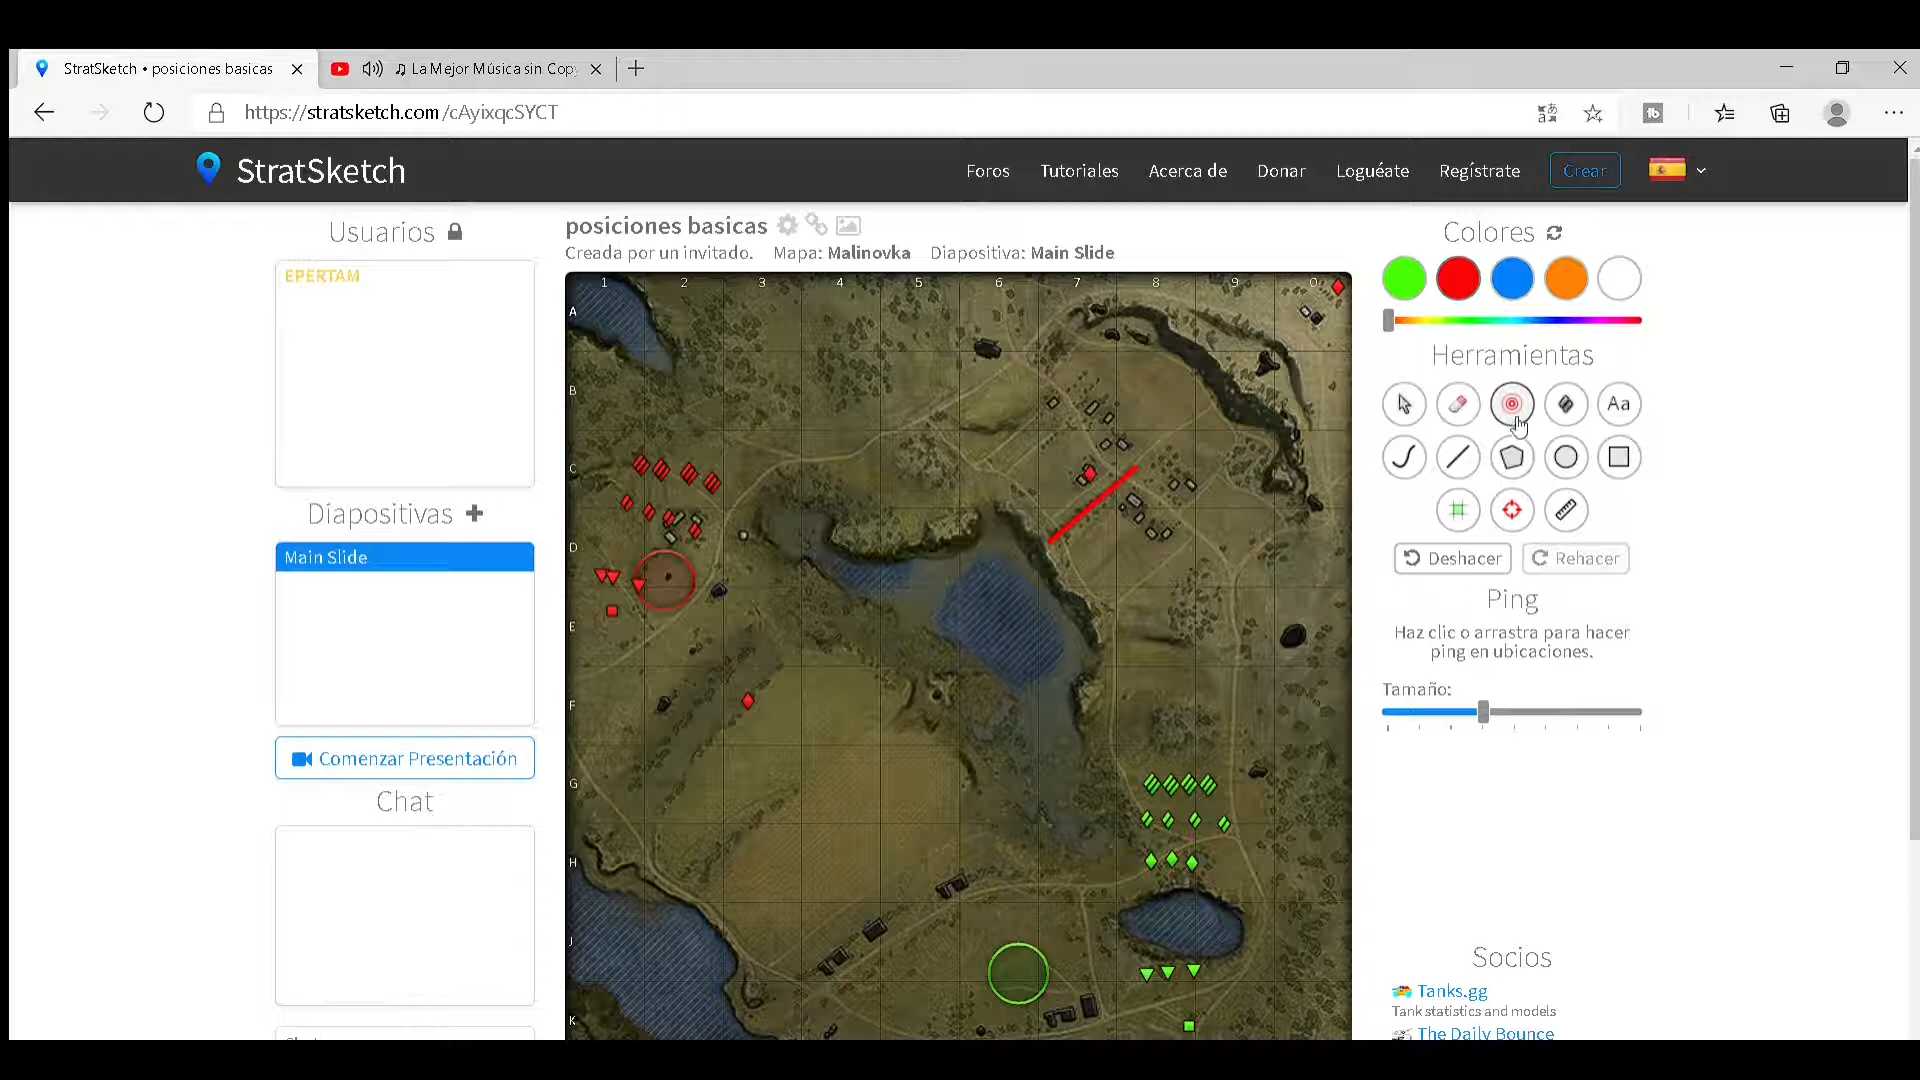 StratSketch • posiciones basicas
♫ La Mejor Música sin Copy
https://stratsketch.com/cAyixqcSYCT
StratSketch
Foros
Tutoriales
Acerca de
Donar
Loguéate
Regístrate
Crear
Usuarios
EPERTAM
Diapositivas
Main Slide
Comenzar Presentación
Chat
posiciones basicas
Creada por un invitado. Mapa: Malinovka Diapositiva: Main Slide
1 2 3 4 5 6 7 8 9 0
A
B
C
D
E
F
G
H
J
K
Colores
Herramientas
Aa
Deshacer
Rehacer
Ping
Haz clic o arrastra para hacer
ping en ubicaciones.
Tamaño:
Socios
Tanks.gg
Tank statistics and models
The Daily Bounce